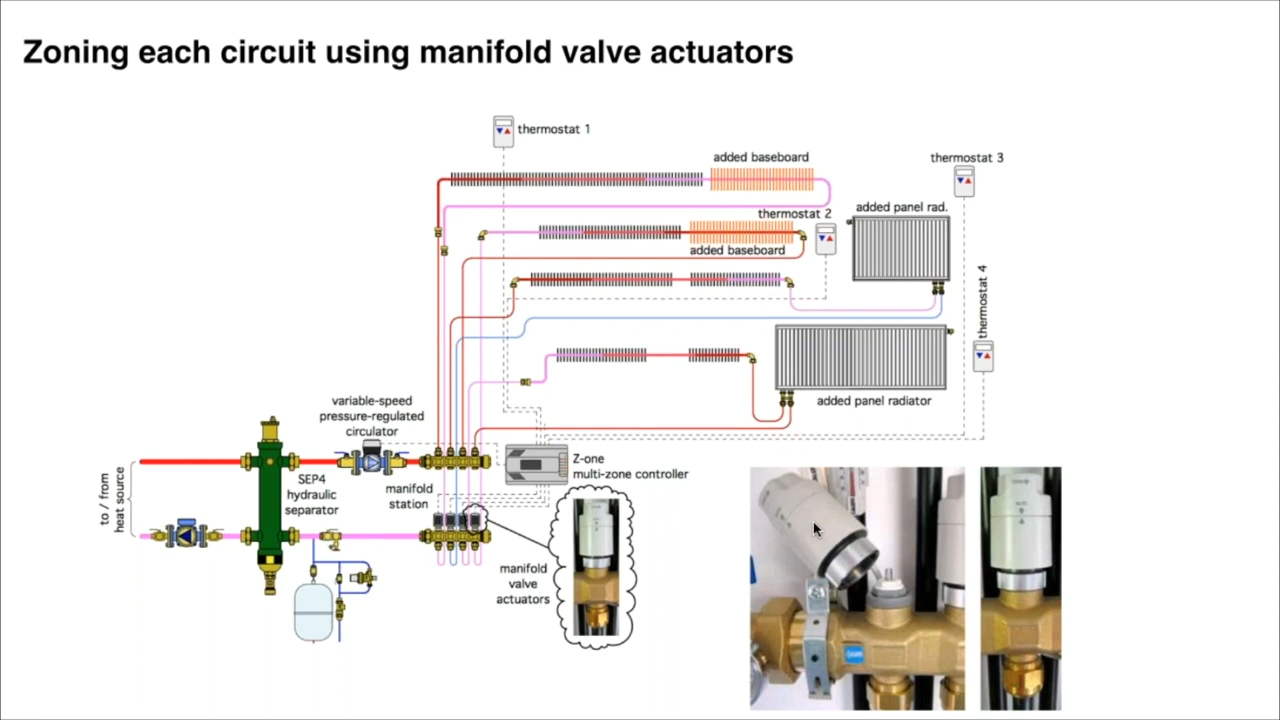 Zoning each circuit using manifold valve actuators
thermostat 1
added baseboard
thermostat 3
thermostat 2
added panel rad.
added baseboard
thermostat 4
added panel radiator
variable-speed
pressure-regulated
circulator
Z-one
multi-zone controller
SEP4
hydraulic
separator
manifold
station
to / from
heat source
manifold
valve
actuators